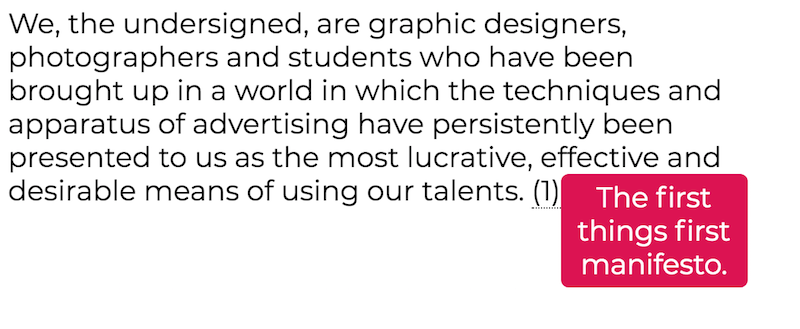 We, the undersigned, are graphic designers,
photographers and students who have been
brought up in a world in which the techniques and
apparatus of advertising have persistently been
presented to us as the most lucrative, effective and
desirable means of using our talents. (1)
The first
things first
manifesto.